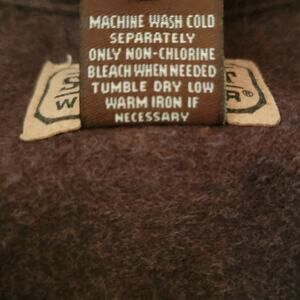 MACHINE WASH COLD
SEPARATELY
ONLY NON-CHLORINE
BLEACH WHEN NEEDED
TUMBLE DRY LOW
WARM IRON IF
NECESSARY